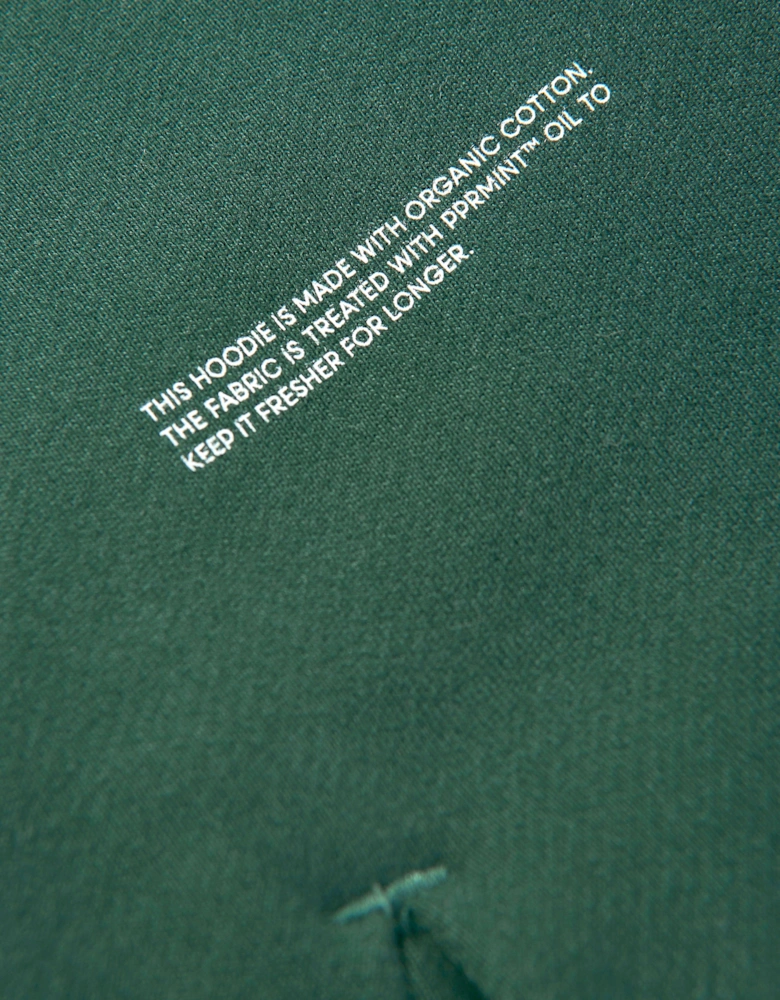 THIS HOODIE IS MADE WITH ORGANIC COTTON.
THE FABRIC IS TREATED WITH PPRMINT™ OIL TO
KEEP IT FRESHER FOR LONGER.